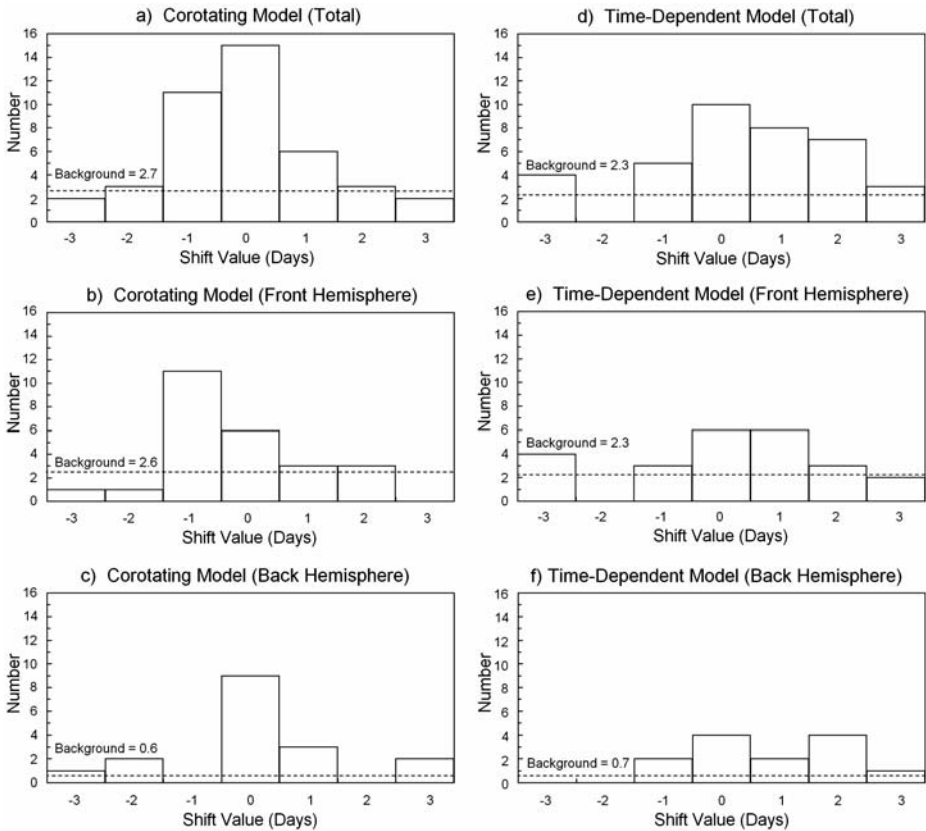 a) Corotating Model (Total)
16
14
12
10
8
6
4
2
0
Number
Background = 2.7
-3 -2 -1 0 1 2 3
Shift Value (Days)
d) Time-Dependent Model (Total)
16
14
12
10
8
6
4
2
0
Number
Background = 2.3
-3 -2 -1 0 1 2 3
Shift Value (Days)
b) Corotating Model (Front Hemisphere)
16
14
12
10
8
6
4
2
0
Number
Background = 2.6
-3 -2 -1 0 1 2 3
Shift Value (Days)
e) Time-Dependent Model (Front Hemisphere)
16
14
12
10
8
6
4
2
0
Number
Background = 2.3
-3 -2 -1 0 1 2 3
Shift Value (Days)
c) Corotating Model (Back Hemisphere)
16
14
12
10
8
6
4
2
0
Number
Background = 0.6
-3 -2 -1 0 1 2 3
Shift Value (Days)
f) Time-Dependent Model (Back Hemisphere)
16
14
12
10
8
6
4
2
0
Number
Background = 0.7
-3 -2 -1 0 1 2 3
Shift Value (Days)